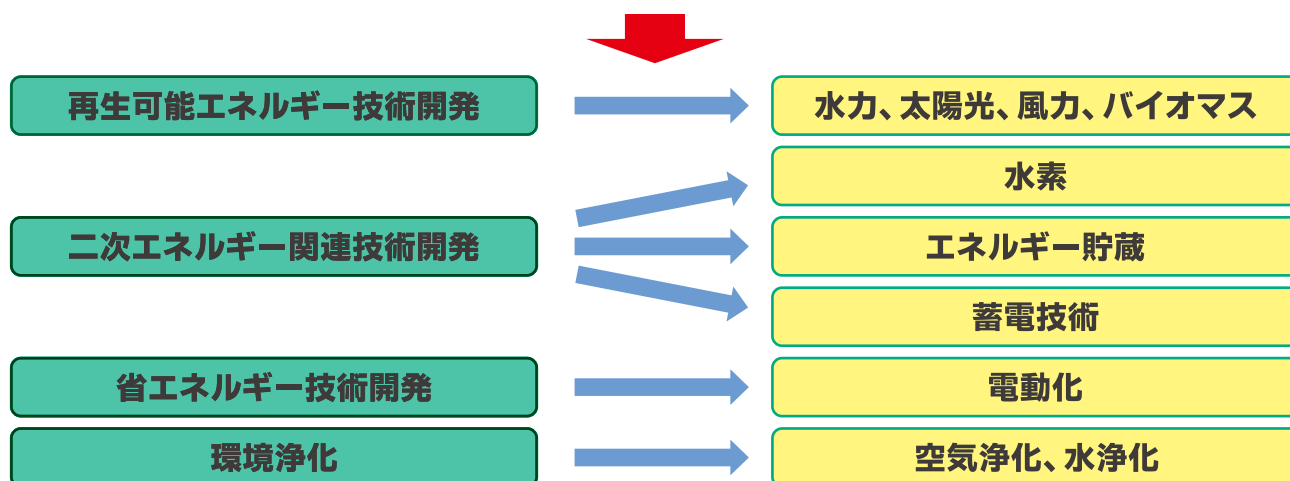 再生可能エネルギー技術開発
水力、太陽光、風力、バイオマス
水素
二次エネルギー関連技術開発
エネルギー貯蔵
蓄電技術
省エネルギー技術開発
電動化
環境浄化
空気浄化、水浄化